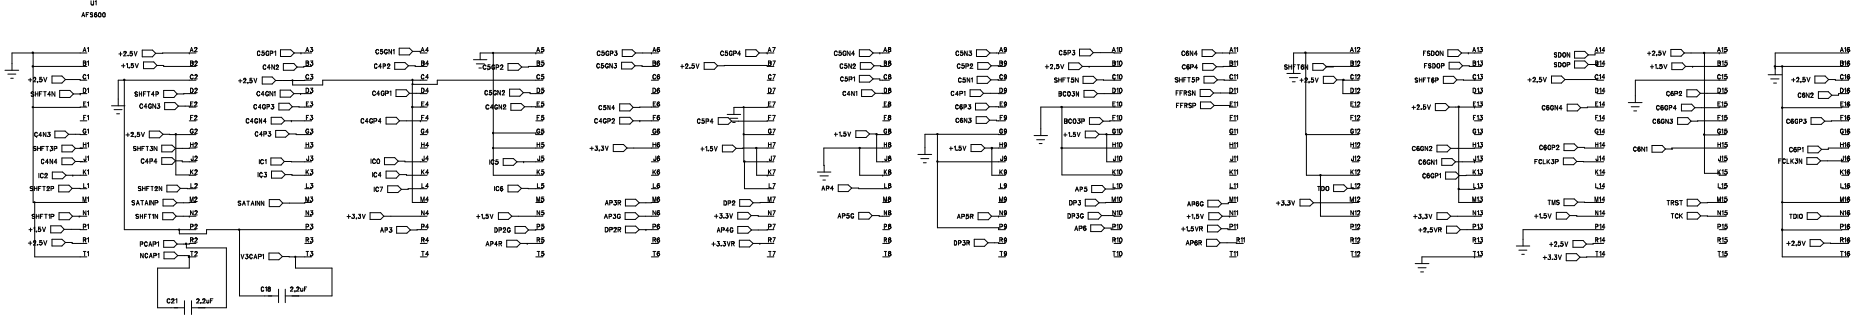 U1
AFS600
A1
B1
+2.5V C1
SHFT4N D1
E1
F1
C4N3 G1
SHFT3P H1
C4N4 J1
IC2 K1
SHFT2P L1
M1
SHFT1P N1
+1.5V P1
+2.5V R1
T1
+2.5V A2
+1.5V B2
C2
SHFT4P D2
C4GN3 E2
F2
+2.5V G2
SHFT3N H2
C4P4 J2
K2
SHFT2N L2
SATAINP M2
SHFT1N N2
P2
PCAP1 R2
NCAP1 T2
C21 2.2uF
C5GP1 A3
C4N2 B3
+2.5V C3
C4GN1 D3
C4GP3 E3
C4GN4 F3
C4P3 G3
H3
IC1 J3
IC3 K3
L3
SATAINN M3
N3
P3
R3
V3CAP1 T3
C18 2.2uF
C5GN1 A4
C4P2 B4
C4
C4GP1 D4
E4
C4GP4 F4
G4
H4
IC0 J4
IC4 K4
IC7 L4
M4
+3.3V N4
AP3 P4
R4
T4
A5
C5GP2 B5
C5
C5GN2 D5
C4GN2 E5
F5
G5
H5
IC5 J5
K5
IC6 L5
M5
+1.5V N5
DP2G P5
AP4R R5
T5
C5GP3 A6
C5GN3 B6
C6
D6
C5N4 E6
C4GP2 F6
G6
+3.3V H6
J6
K6
L6
AP3R M6
AP3G N6
DP2R P6
R6
T6
C5GP4 A7
+2.5V B7
C7
D7
E7
C5P4 F7
G7
+1.5V H7
J7
K7
L7
DP2 M7
+3.3V N7
AP4G P7
+3.3VR R7
T7
C5GN4 A8
C5N2 B8
C5P1 C8
C4N1 D8
E8
F8
+1.5V G8
H8
J8
K8
AP4 L8
M8
AP5G N8
P8
R8
T8
C5N3 A9
C5P2 B9
C5N1 C9
C4P1 D9
C6P3 E9
C6N3 F9
G9
+1.5V H9
J9
K9
L9
M9
AP5R N9
P9
DP3R R9
T9
C5P3 A10
+2.5V B10
SHFT5N C10
BCO3N D10
E10
BCO3P F10
+1.5V G10
H10
J10
K10
AP5 L10
DP3 M10
DP3G N10
AP6 P10
R10
T10
C6N4 A11
C6P4 B11
SHFT5P C11
FFRSN D11
FFRSP E11
F11
G11
H11
J11
K11
L11
AP6G M11
+1.5V N11
+1.5VR P11
AP6R R11
T11
A12
SHFT6N B12
+2.5V C12
D12
E12
F12
G12
H12
J12
K12
TDO L12
+3.3V M12
N12
P12
R12
T12
FSDON A13
FSDOP B13
SHFT6P C13
D13
+2.5V E13
F13
G13
C6GN2 H13
C6GN1 J13
C6GP1 K13
L13
M13
+3.3V N13
+2.5VR P13
R13
T13
SDON A14
SDOP B14
+2.5V C14
D14
C6GN4 E14
F14
G14
C6GP2 H14
FCLK3P J14
K14
L14
TMS M14
+1.5V N14
P14
+2.5V R14
+3.3V T14
+2.5V A15
+1.5V B15
C15
C6P2 D15
C6GP4 E15
C6GN3 F15
G15
C6N1 H15
J15
K15
L15
TRST M15
TCK N15
P15
R15
T15
A16
B16
+2.5V C16
C6N2 D16
E16
C6GP3 F16
G16
C6P1 H16
FCLK3N J16
K16
L16
M16
TDIO N16
P16
+2.5V R16
T16